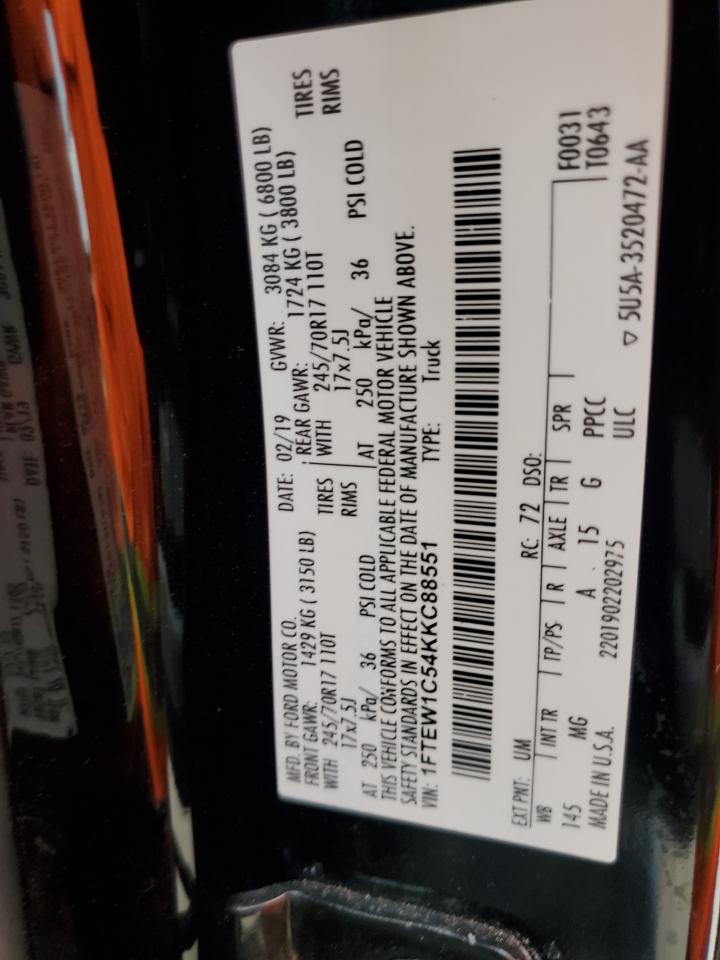 MFD. BY FORD MOTOR CO.
DATE: 02/19 GVWR: 3084 KG ( 6800 LB)
FRONT GAWR: 1429 KG ( 3150 LB) REAR GAWR: 1724 KG ( 3800 LB)
WITH 245/70R17 110T TIRES WITH 245/70R17 110T TIRES
17x7.5J RIMS 17x7.5J RIMS
AT 250 kPa/ 36 PSI COLD AT 250 kPa/ 36 PSI COLD
THIS VEHICLE CONFORMS TO ALL APPLICABLE FEDERAL MOTOR VEHICLE
SAFETY STANDARDS IN EFFECT ON THE DATE OF MANUFACTURE SHOWN ABOVE.
VIN: 1FTEW1C54KKC88551 TYPE: Truck
EXT PNT: UM RC: 72 DSO:
WB INT TR TP/PS R AXLE TR SPR F0031
145 MG A 15 G PPCC T0643
MADE IN U.S.A. 2201902202975 ULC
▽ 5U5A-3520472-AA